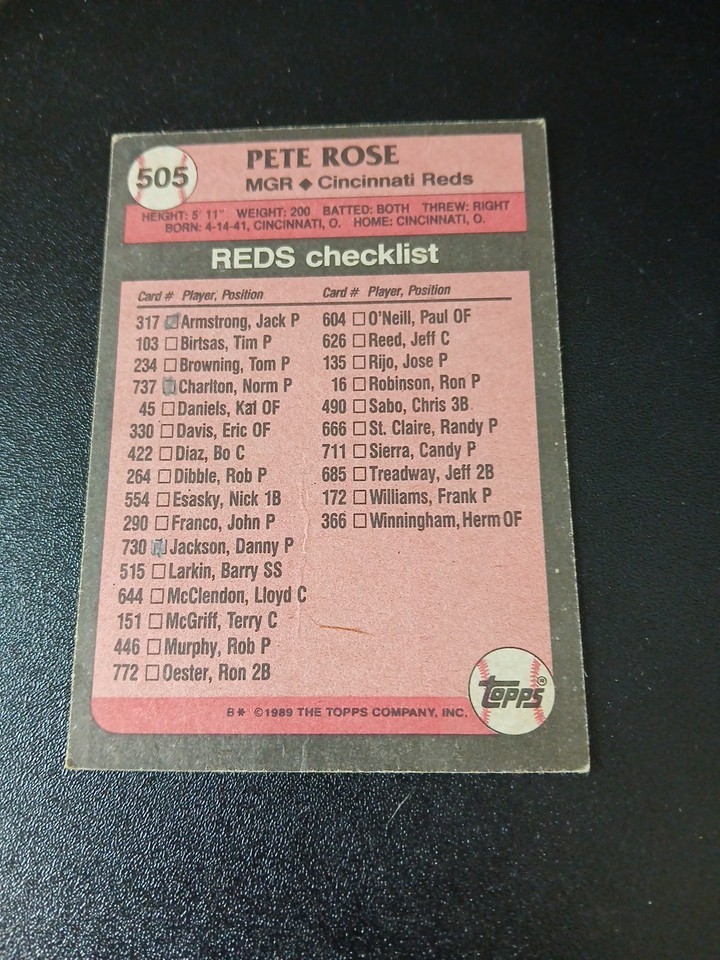 505
PETE ROSE
MGR ◆ Cincinnati Reds
HEIGHT: 5' 11" WEIGHT: 200 BATTED: BOTH THREW: RIGHT
BORN: 4-14-41, CINCINNATI, O. HOME: CINCINNATI, O.
REDS checklist
Card # Player, Position
317 Armstrong, Jack P
103 Birtsas, Tim P
234 Browning, Tom P
737 Charlton, Norm P
45 Daniels, Kal OF
330 Davis, Eric OF
422 Diaz, Bo C
264 Dibble, Rob P
554 Esasky, Nick 1B
290 Franco, John P
730 Jackson, Danny P
515 Larkin, Barry SS
644 McClendon, Lloyd C
151 McGriff, Terry C
446 Murphy, Rob P
772 Oester, Ron 2B
Card # Player, Position
604 O'Neill, Paul OF
626 Reed, Jeff C
135 Rijo, Jose P
16 Robinson, Ron P
490 Sabo, Chris 3B
666 St. Claire, Randy P
711 Sierra, Candy P
685 Treadway, Jeff 2B
172 Williams, Frank P
366 Winningham, Herm OF
B* ©1989 THE TOPPS COMPANY, INC.
TOPPS®